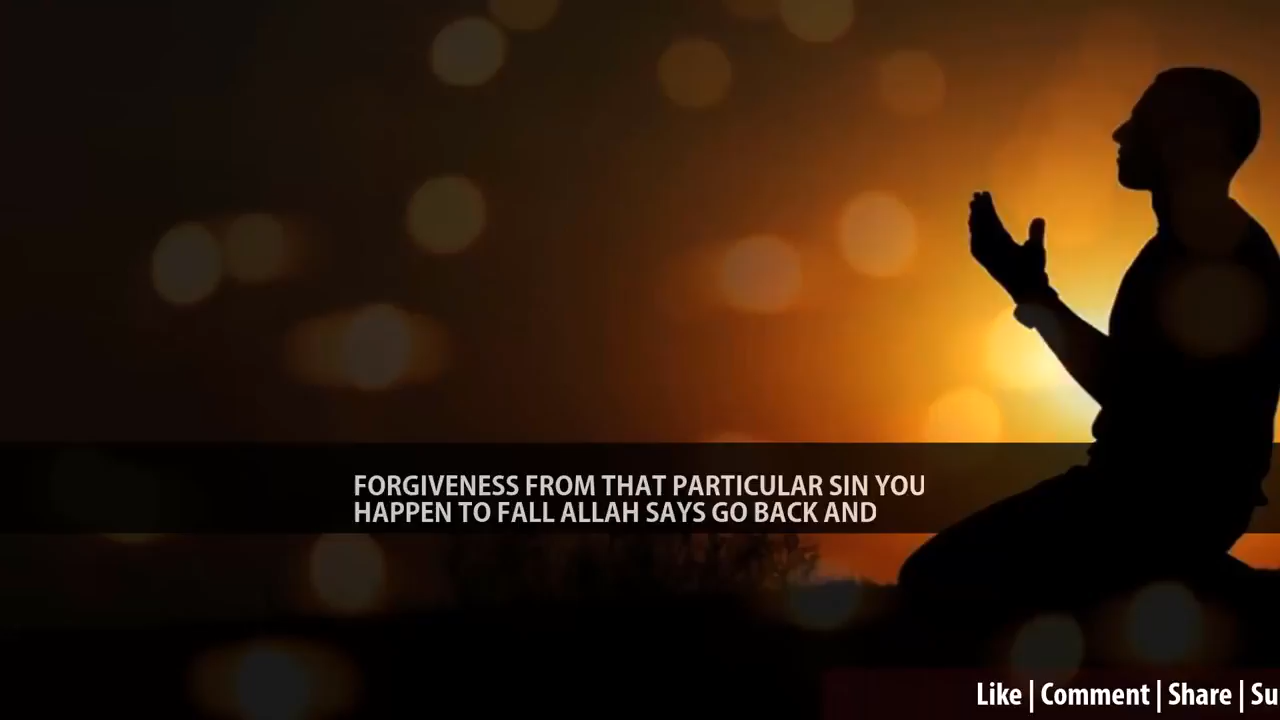 FORGIVENESS FROM THAT PARTICULAR SIN YOU
HAPPEN TO FALL ALLAH SAYS GO BACK AND
Like | Comment | Share | Su